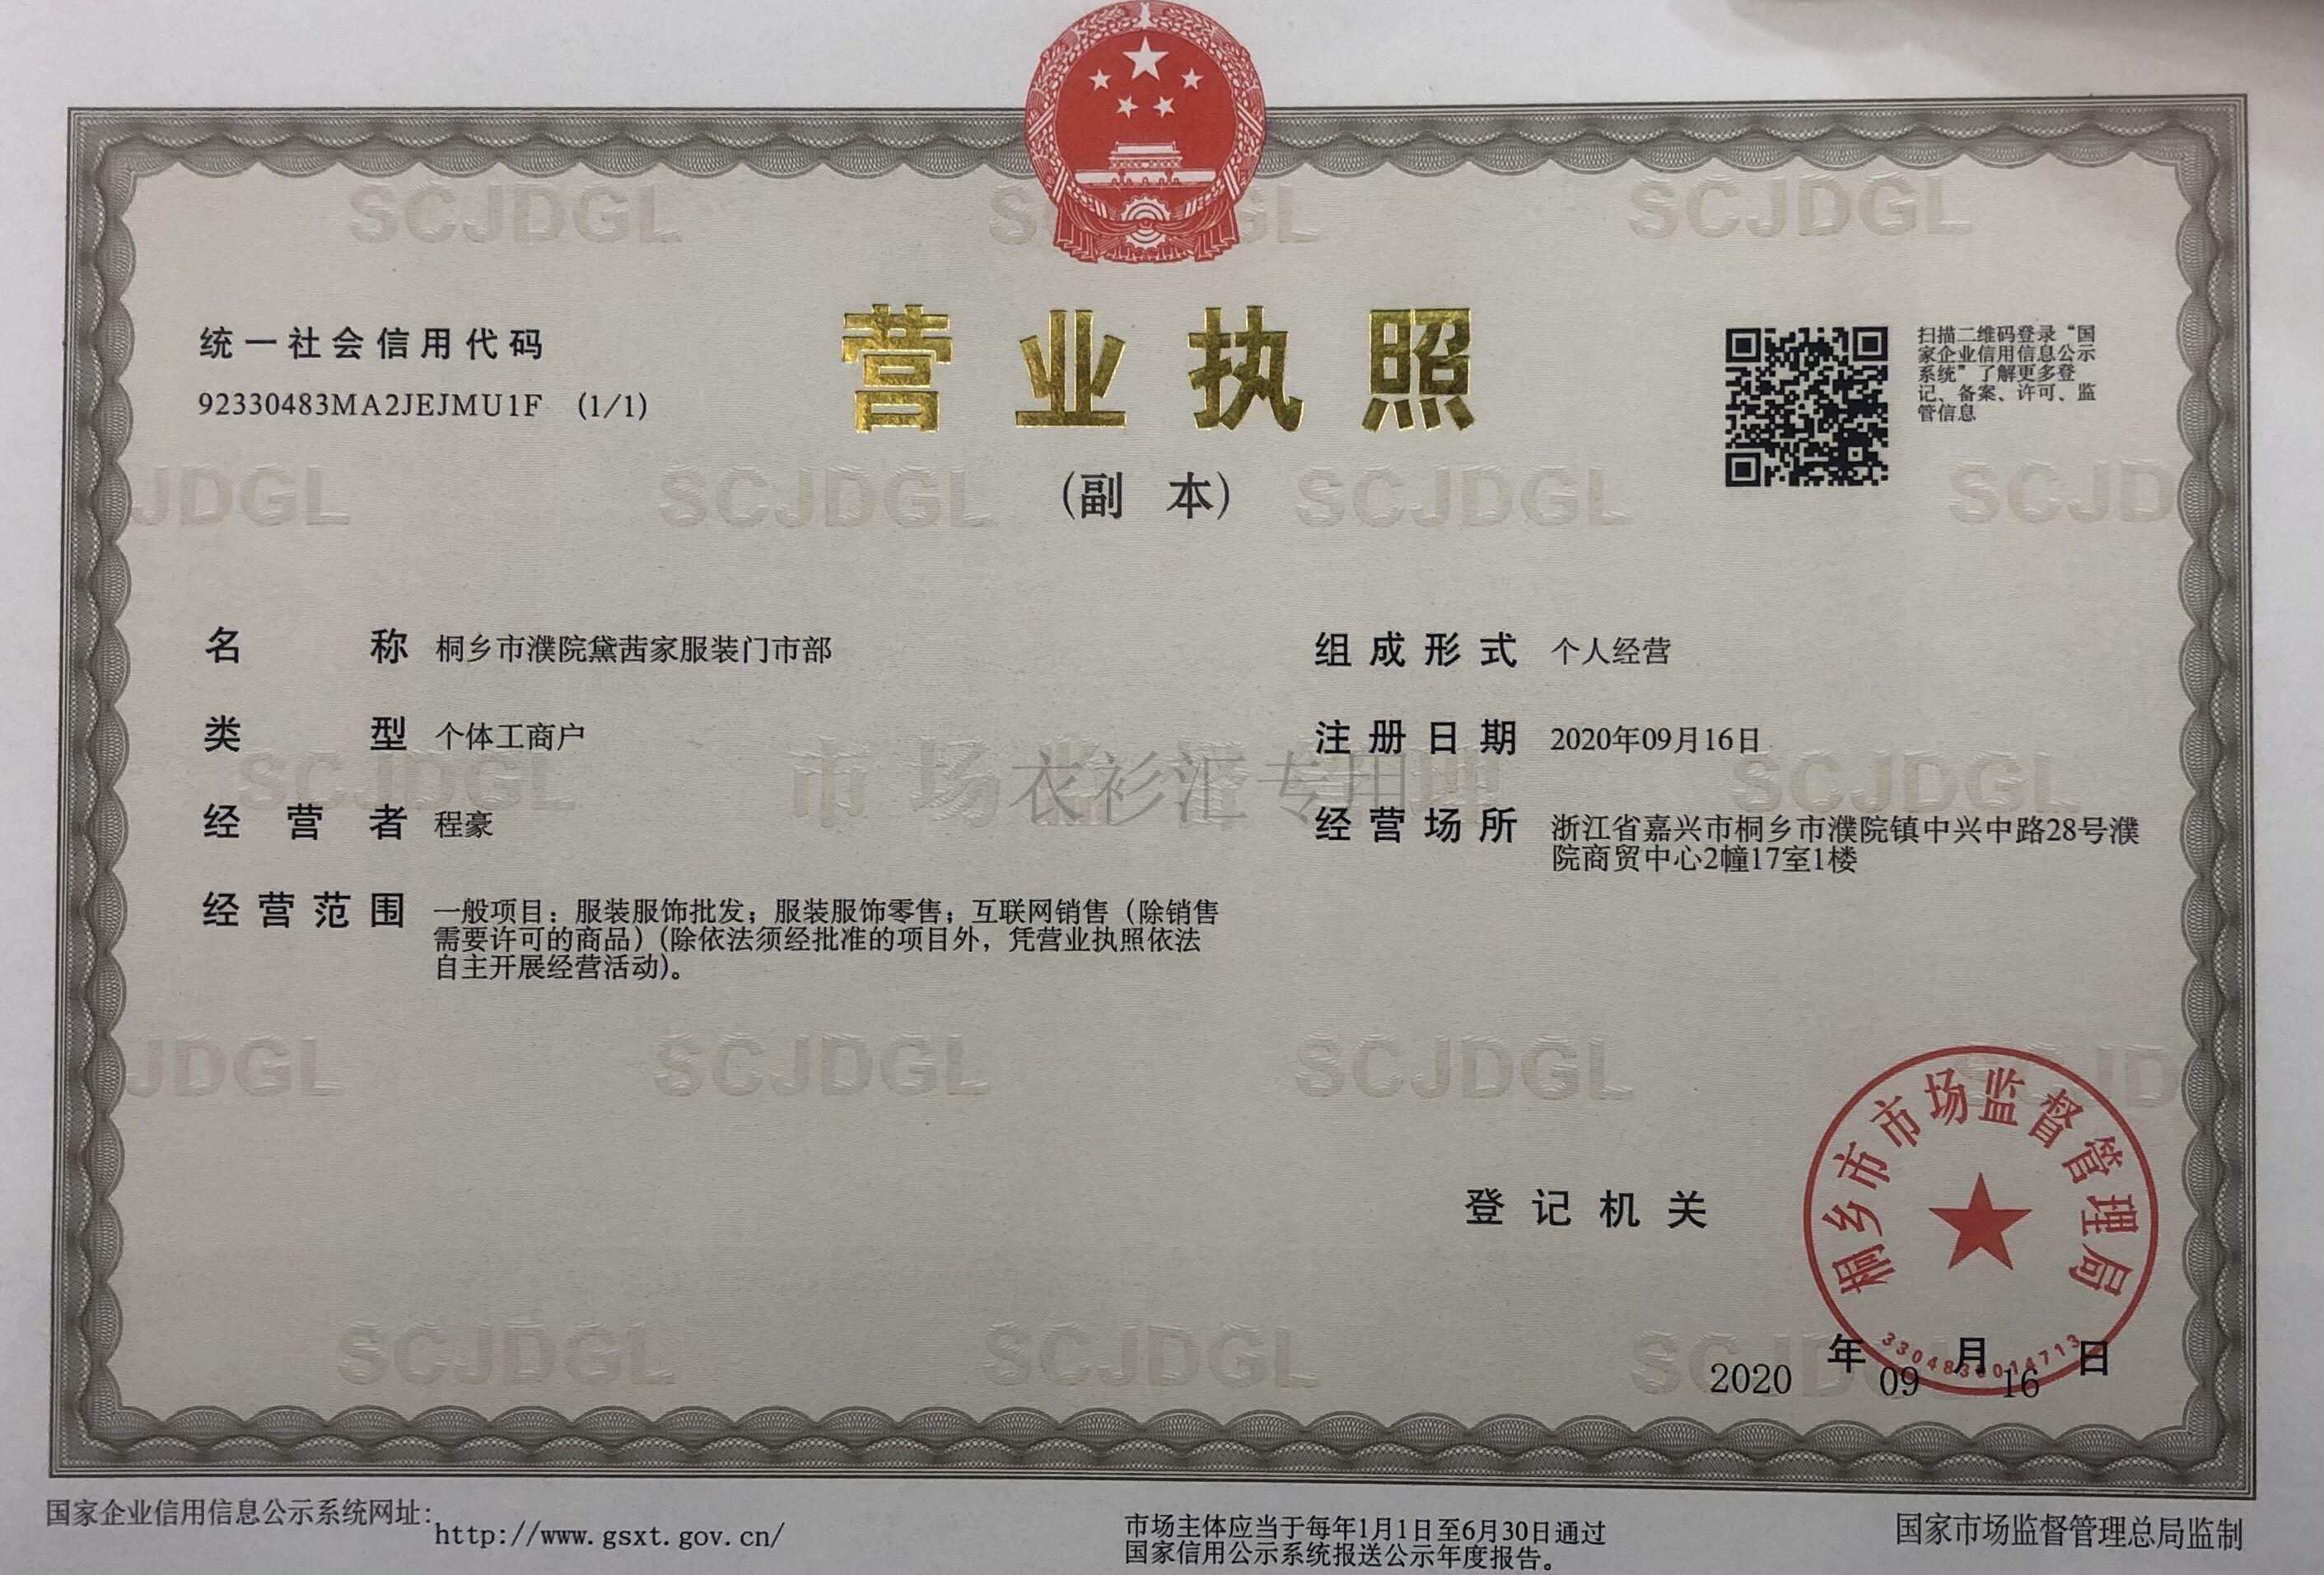 统一社会信用代码
92330483MA2JEJMU1F (1/1)
营业执照
(副 本)
扫描二维码登录“国
家企业信用信息公示
系统”了解更多登
记、备案、许可、监
管信息
名称 桐乡市濮院黛茜家服装门市部
类型 个体工商户
经营者 程豪
经营范围 一般项目：服装服饰批发；服装服饰零售；互联网销售（除销售
需要许可的商品）(除依法须经批准的项目外，凭营业执照依法
自主开展经营活动)。
组成形式 个人经营
注册日期 2020年09月16日
经营场所 浙江省嘉兴市桐乡市濮院镇中兴中路28号濮
院商贸中心2幢17室1楼
衣衫汇专用
SCJDGL
登记机关
桐乡市市场监督管理局
2020年09月16日
国家企业信用信息公示系统网址：http://www.gsxt.gov.cn/
市场主体应当于每年1月1日至6月30日通过
国家信用公示系统报送公示年度报告。
国家市场监督管理总局监制